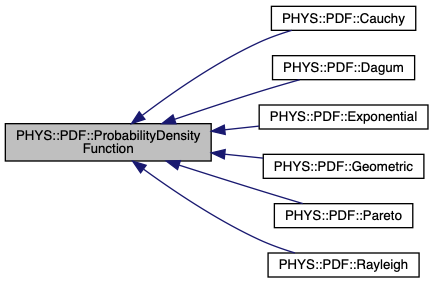 PHYS::PDF::Cauchy
PHYS::PDF::Dagum
PHYS::PDF::Exponential
PHYS::PDF::ProbabilityDensity
Function
PHYS::PDF::Geometric
PHYS::PDF::Pareto
PHYS::PDF::Rayleigh